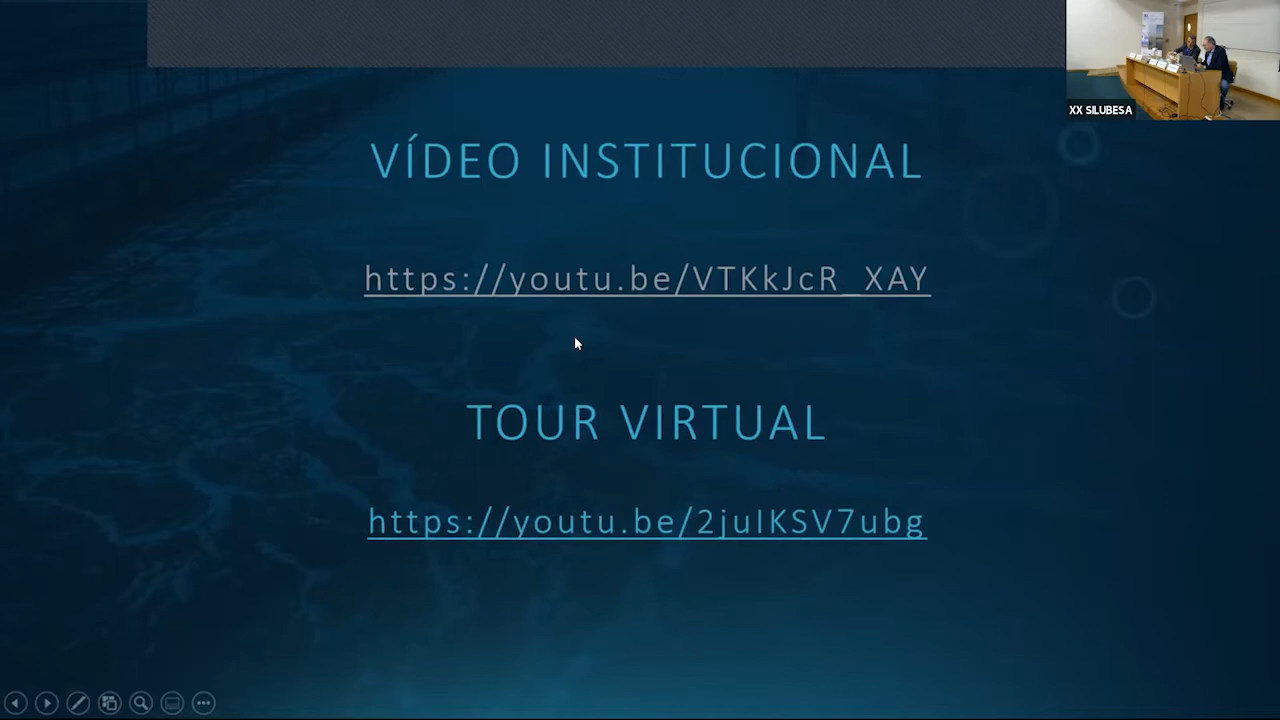 XX SILUBESA
VÍDEO INSTITUCIONAL
https://youtu.be/VTKkJcR_XAY
TOUR VIRTUAL
https://youtu.be/2juIKSV7ubg